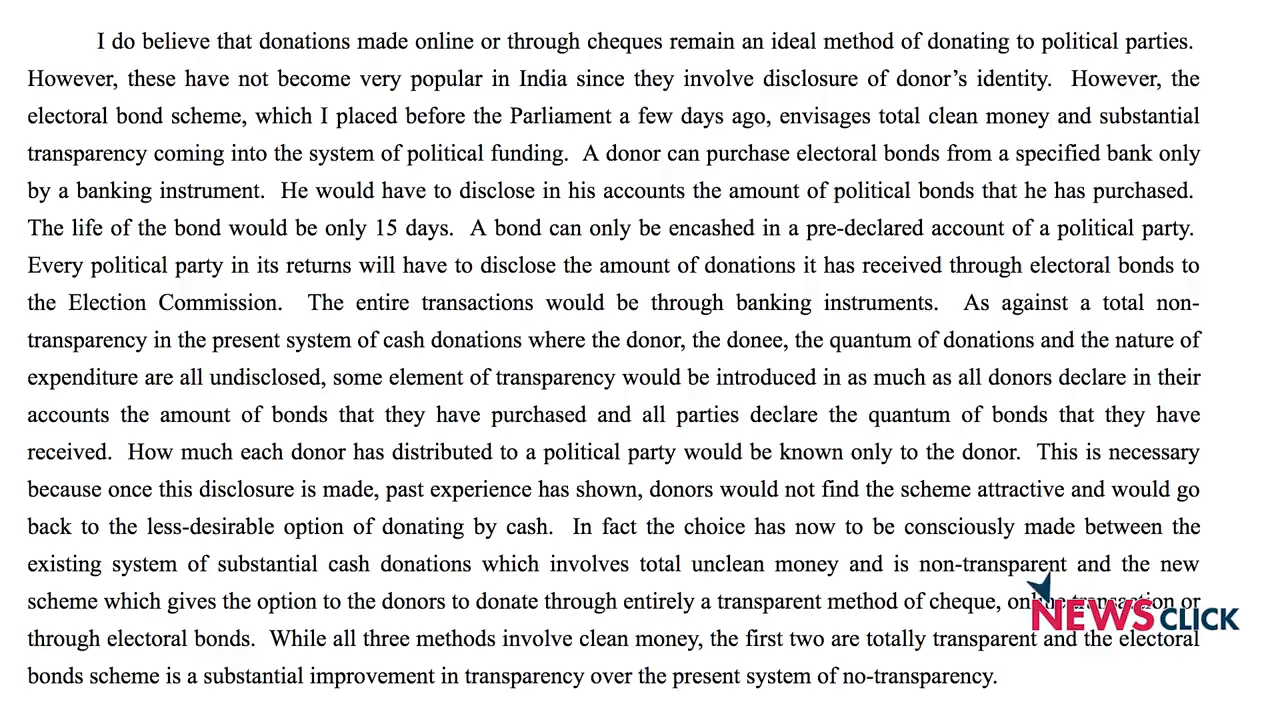 I do believe that donations made online or through cheques remain an ideal method of donating to political parties.
However, these have not become very popular in India since they involve disclosure of donor’s identity. However, the
electoral bond scheme, which I placed before the Parliament a few days ago, envisages total clean money and substantial
transparency coming into the system of political funding. A donor can purchase electoral bonds from a specified bank only
by a banking instrument. He would have to disclose in his accounts the amount of political bonds that he has purchased.
The life of the bond would be only 15 days. A bond can only be encashed in a pre-declared account of a political party.
Every political party in its returns will have to disclose the amount of donations it has received through electoral bonds to
the Election Commission. The entire transactions would be through banking instruments. As against a total non-
transparency in the present system of cash donations where the donor, the donee, the quantum of donations and the nature of
expenditure are all undisclosed, some element of transparency would be introduced in as much as all donors declare in their
accounts the amount of bonds that they have purchased and all parties declare the quantum of bonds that they have
received. How much each donor has distributed to a political party would be known only to the donor. This is necessary
because once this disclosure is made, past experience has shown, donors would not find the scheme attractive and would go
back to the less-desirable option of donating by cash. In fact the choice has now to be consciously made between the
existing system of substantial cash donations which involves total unclean money and is non-transparent and the new
scheme which gives the option to the donors to donate through entirely a transparent method of cheque, online transaction or
through electoral bonds. While all three methods involve clean money, the first two are totally transparent and the electoral
bonds scheme is a substantial improvement in transparency over the present system of no-transparency.
NEWSCLICK